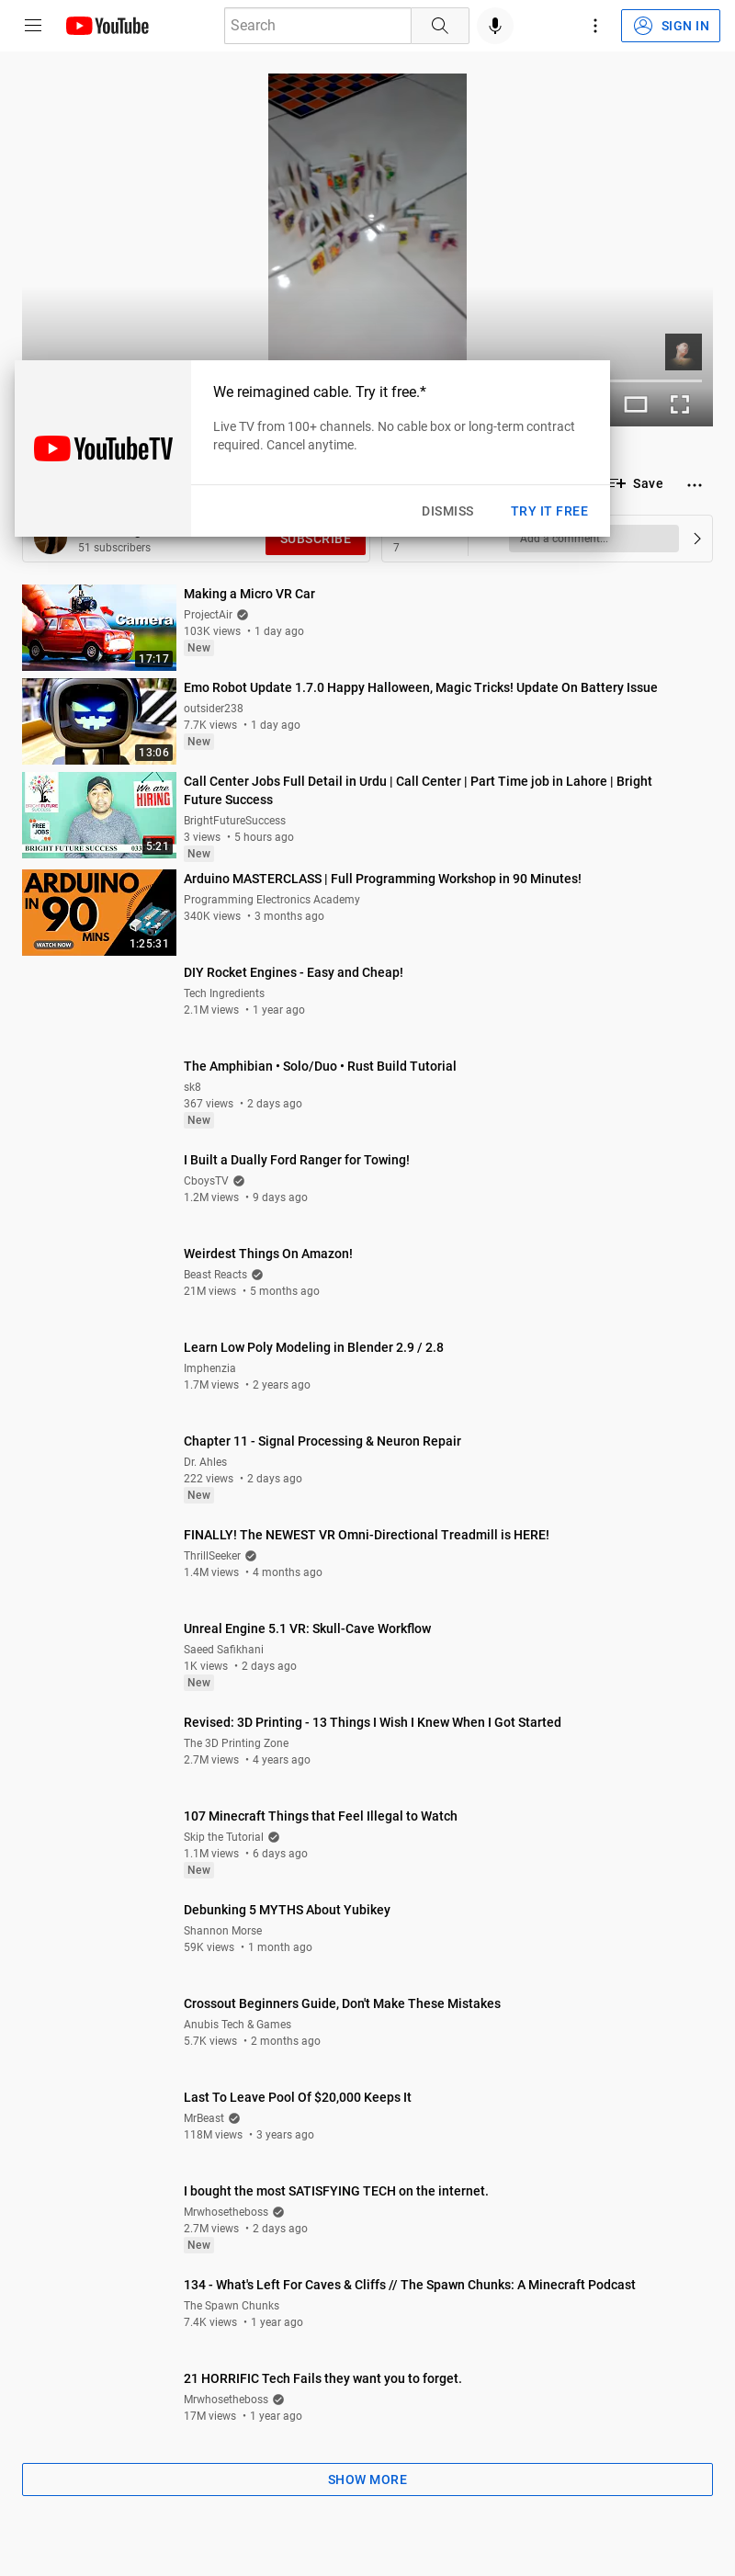 YouTube
Search
SIGN IN
YouTubeTV
We reimagined cable. Try it free.*
Live TV from 100+ channels. No cable box or long-term contract
required. Cancel anytime.
DISMISS
TRY IT FREE
Save
51 subscribers
SUBSCRIBE
7
Add a comment...
Camera
17:17
Making a Micro VR Car
ProjectAir
103K views • 1 day ago
New
13:06
Emo Robot Update 1.7.0 Happy Halloween, Magic Tricks! Update On Battery Issue
outsider238
7.7K views • 1 day ago
New
We are
HIRING
FREE
JOBS
BRIGHT FUTURE SUCCESS
5:21
Call Center Jobs Full Detail in Urdu | Call Center | Part Time job in Lahore | Bright
Future Success
BrightFutureSuccess
3 views • 5 hours ago
New
ARDUINO
IN 90
MINS
WATCH NOW
1:25:31
Arduino MASTERCLASS | Full Programming Workshop in 90 Minutes!
Programming Electronics Academy
340K views • 3 months ago
DIY Rocket Engines - Easy and Cheap!
Tech Ingredients
2.1M views • 1 year ago
The Amphibian • Solo/Duo • Rust Build Tutorial
sk8
367 views • 2 days ago
New
I Built a Dually Ford Ranger for Towing!
CboysTV
1.2M views • 9 days ago
Weirdest Things On Amazon!
Beast Reacts
21M views • 5 months ago
Learn Low Poly Modeling in Blender 2.9 / 2.8
Imphenzia
1.7M views • 2 years ago
Chapter 11 - Signal Processing & Neuron Repair
Dr. Ahles
222 views • 2 days ago
New
FINALLY! The NEWEST VR Omni-Directional Treadmill is HERE!
ThrillSeeker
1.4M views • 4 months ago
Unreal Engine 5.1 VR: Skull-Cave Workflow
Saeed Safikhani
1K views • 2 days ago
New
Revised: 3D Printing - 13 Things I Wish I Knew When I Got Started
The 3D Printing Zone
2.7M views • 4 years ago
107 Minecraft Things that Feel Illegal to Watch
Skip the Tutorial
1.1M views • 6 days ago
New
Debunking 5 MYTHS About Yubikey
Shannon Morse
59K views • 1 month ago
Crossout Beginners Guide, Don't Make These Mistakes
Anubis Tech & Games
5.7K views • 2 months ago
Last To Leave Pool Of $20,000 Keeps It
MrBeast
118M views • 3 years ago
I bought the most SATISFYING TECH on the internet.
Mrwhosetheboss
2.7M views • 2 days ago
New
134 - What's Left For Caves & Cliffs // The Spawn Chunks: A Minecraft Podcast
The Spawn Chunks
7.4K views • 1 year ago
21 HORRIFIC Tech Fails they want you to forget.
Mrwhosetheboss
17M views • 1 year ago
SHOW MORE